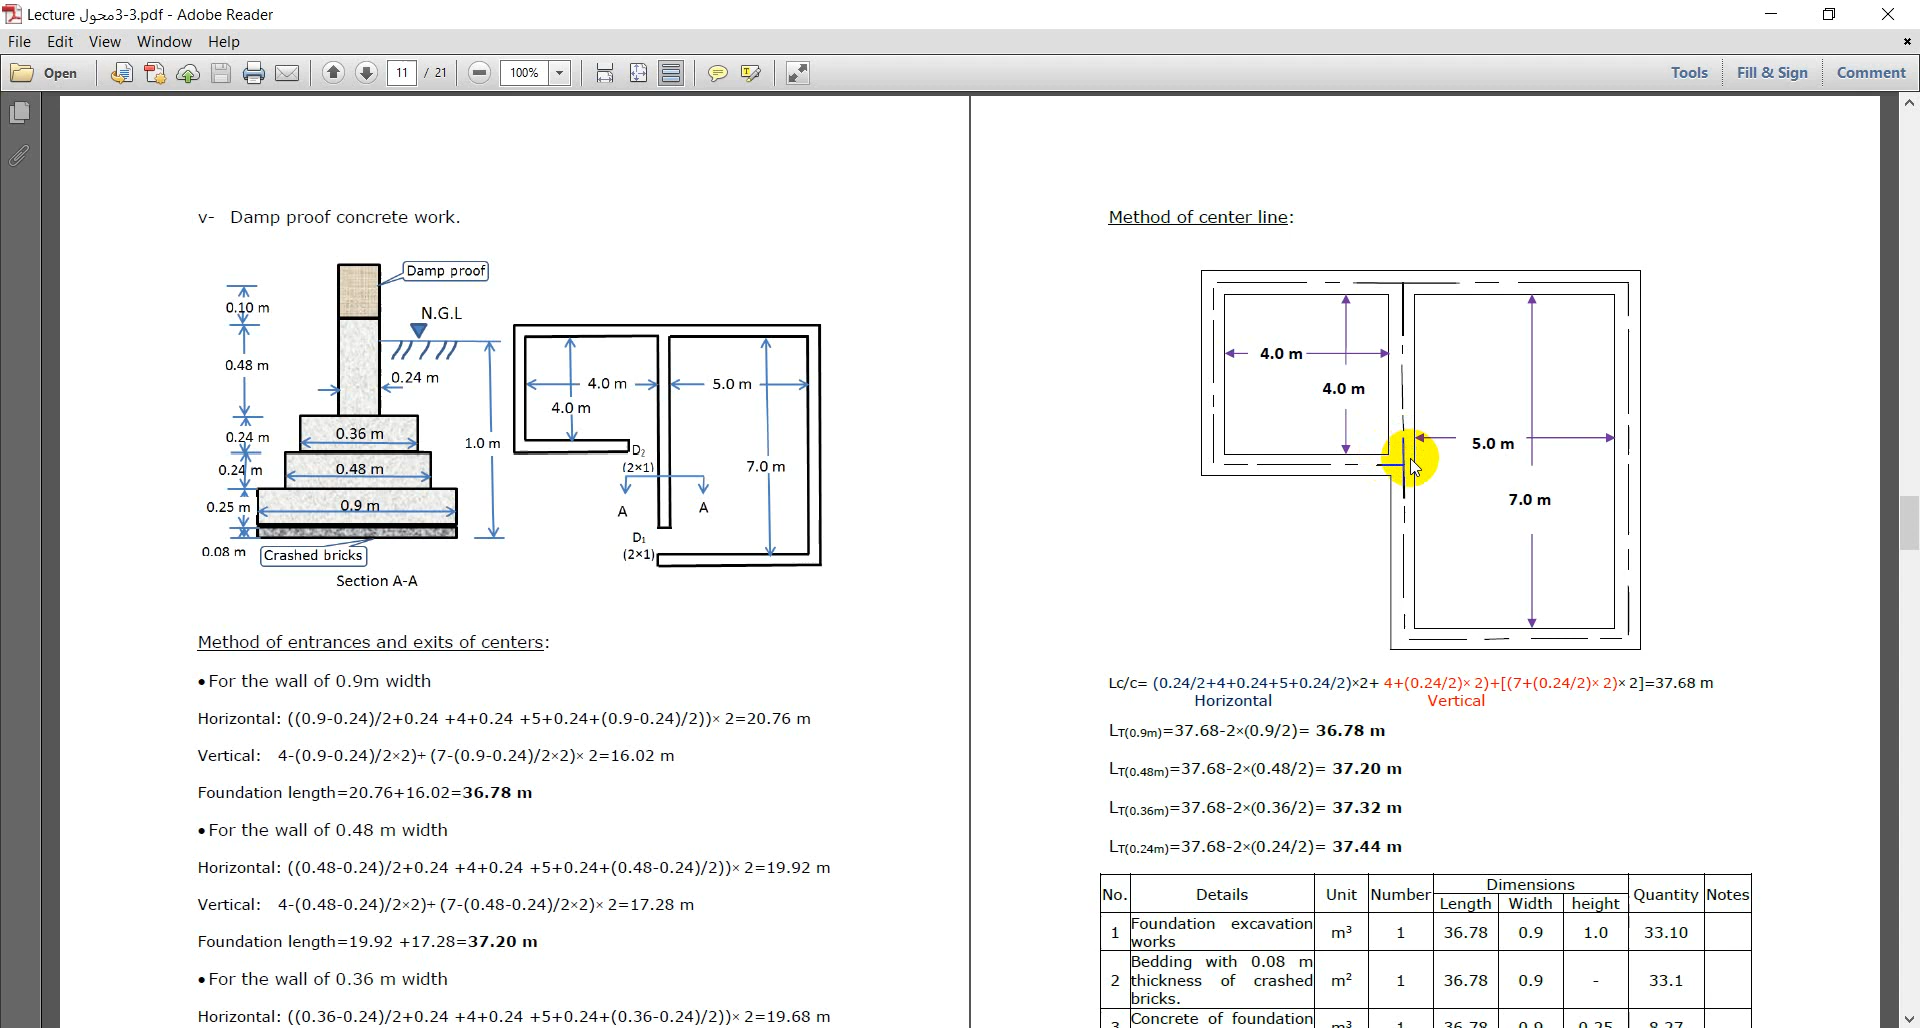 Lecture محول3-3.pdf - Adobe Reader
File Edit View Window Help
Open 11 / 21 100% Tools Fill & Sign Comment
v- Damp proof concrete work.
Damp proof
0.10 m
N.G.L
0.48 m
0.24 m
0.24 m
0.36 m
1.0 m
0.24 m
0.48 m
0.25 m
0.9 m
0.08 m
Crashed bricks
Section A-A
4.0 m
5.0 m
4.0 m
D2
(2×1)
7.0 m
A
A
D1
(2×1)
Method of entrances and exits of centers:
• For the wall of 0.9m width
Horizontal: ((0.9-0.24)/2+0.24 +4+0.24 +5+0.24+(0.9-0.24)/2))× 2=20.76 m
Vertical: 4-(0.9-0.24)/2×2)+ (7-(0.9-0.24)/2×2)× 2=16.02 m
Foundation length=20.76+16.02=36.78 m
• For the wall of 0.48 m width
Horizontal: ((0.48-0.24)/2+0.24 +4+0.24 +5+0.24+(0.48-0.24)/2))× 2=19.92 m
Vertical: 4-(0.48-0.24)/2×2)+ (7-(0.48-0.24)/2×2)× 2=17.28 m
Foundation length=19.92 +17.28=37.20 m
• For the wall of 0.36 m width
Horizontal: ((0.36-0.24)/2+0.24 +4+0.24 +5+0.24+(0.36-0.24)/2))× 2=19.68 m
Method of center line:
4.0 m
4.0 m
5.0 m
7.0 m
Lc/c= (0.24/2+4+0.24+5+0.24/2)×2+ 4+(0.24/2)× 2)+[(7+(0.24/2)× 2)× 2]=37.68 m
Horizontal Vertical
LT(0.9m)=37.68-2×(0.9/2)= 36.78 m
LT(0.48m)=37.68-2×(0.48/2)= 37.20 m
LT(0.36m)=37.68-2×(0.36/2)= 37.32 m
LT(0.24m)=37.68-2×(0.24/2)= 37.44 m
No. Details Unit Number Dimensions Quantity Notes
Length Width height
1 Foundation excavation works m³ 1 36.78 0.9 1.0 33.10
2 Bedding with 0.08 m thickness of crashed bricks. m² 1 36.78 0.9 - 33.1
3 Concrete of foundation m³ 1 36.78 0.9 0.25 8.27